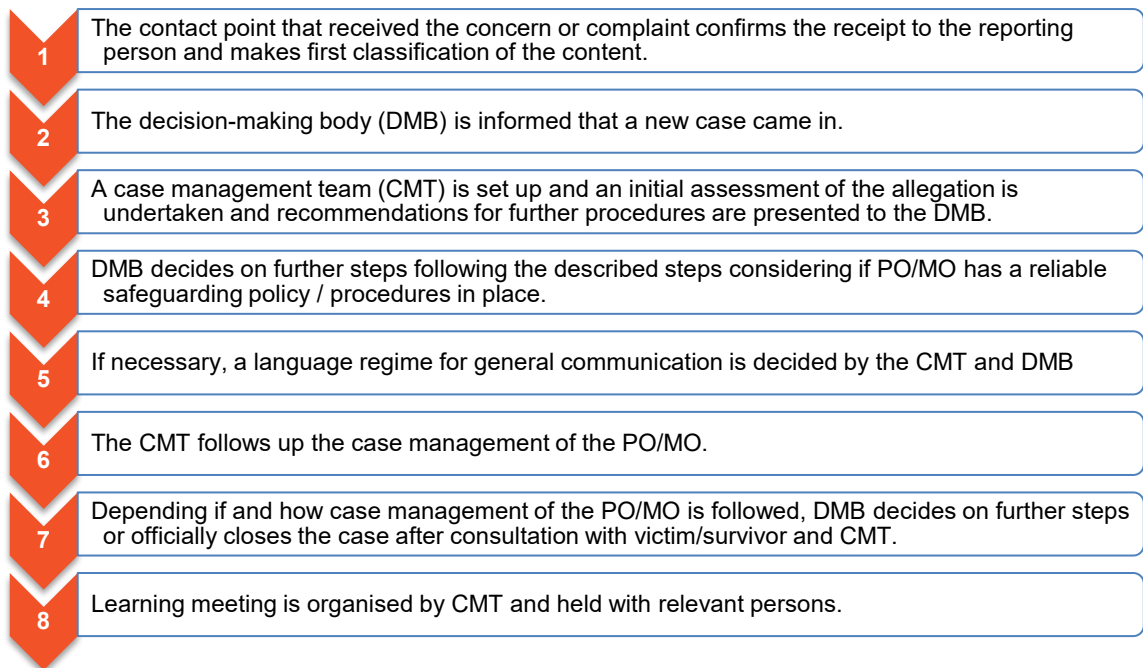 1
The contact point that received the concern or complaint confirms the receipt to the reporting
person and makes first classification of the content.
2
The decision-making body (DMB) is informed that a new case came in.
3
A case management team (CMT) is set up and an initial assessment of the allegation is
undertaken and recommendations for further procedures are presented to the DMB.
4
DMB decides on further steps following the described steps considering if PO/MO has a reliable
safeguarding policy / procedures in place.
5
If necessary, a language regime for general communication is decided by the CMT and DMB
6
The CMT follows up the case management of the PO/MO.
7
Depending if and how case management of the PO/MO is followed, DMB decides on further steps
or officially closes the case after consultation with victim/survivor and CMT.
8
Learning meeting is organised by CMT and held with relevant persons.